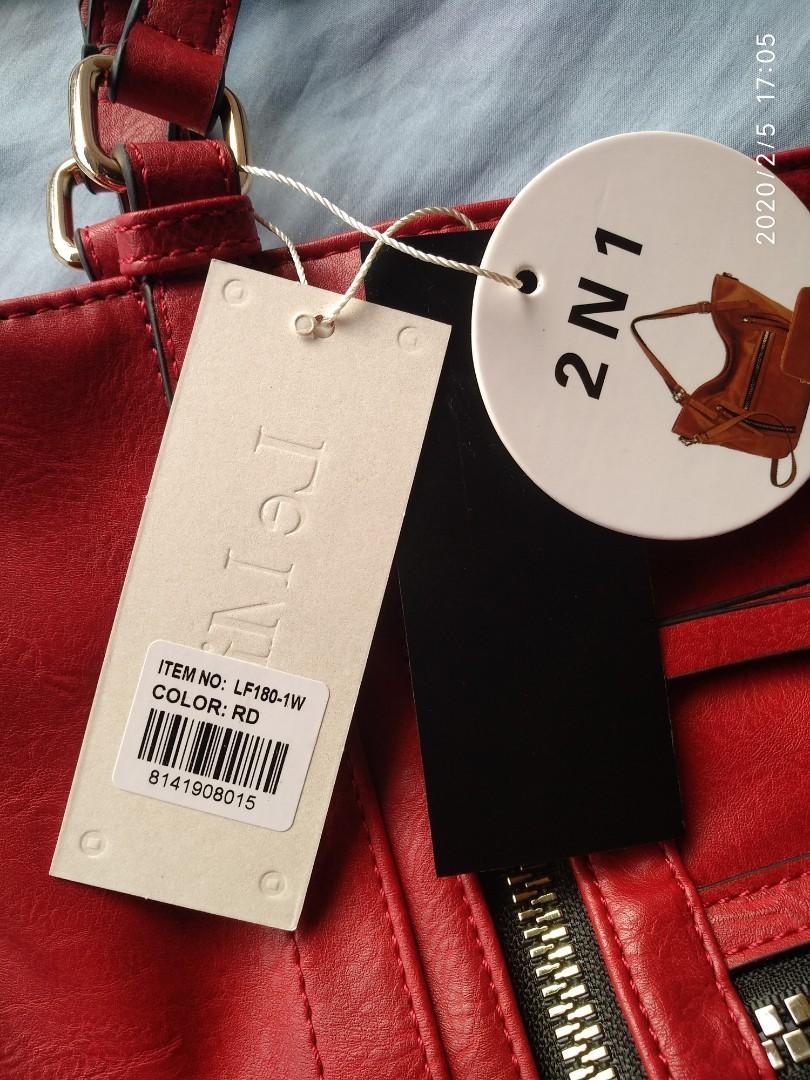 2020/2/5 17:05
2N1
ITEM NO: LF180-1W
COLOR: RD
8141908015